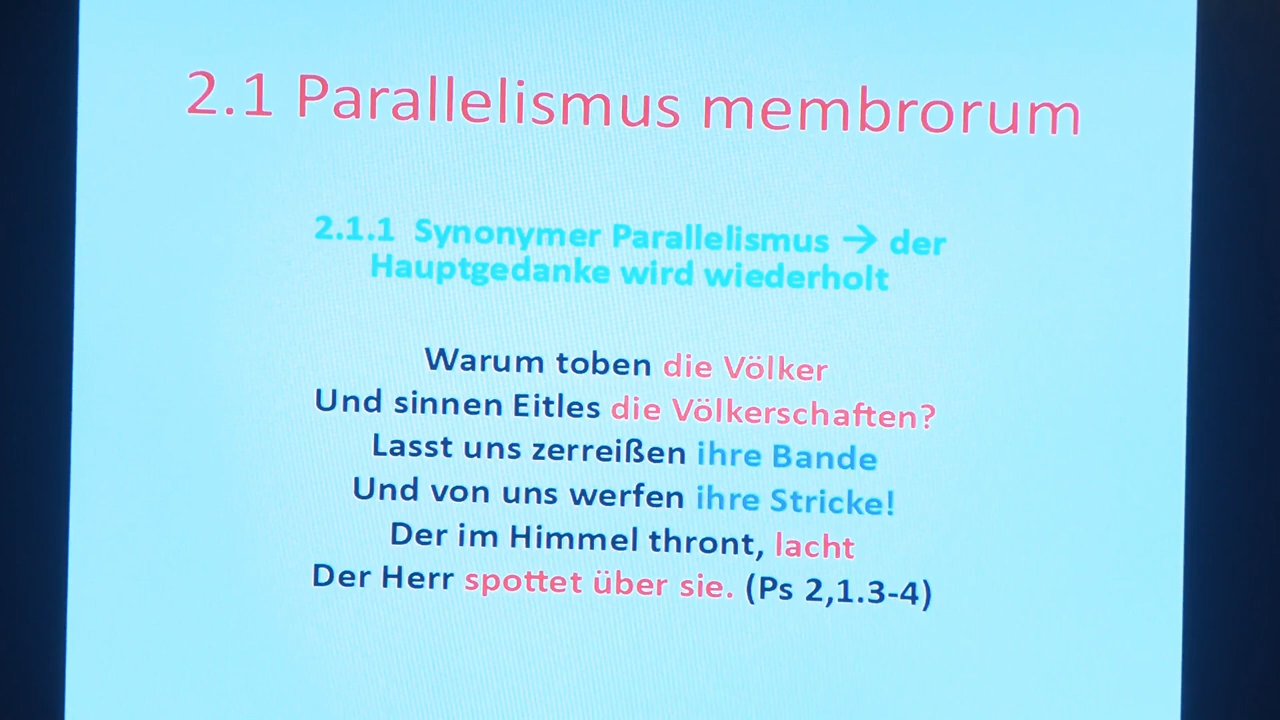 2.1 Parallelismus membrorum
2.1.1 Synonymer Parallelismus → der
Hauptgedanke wird wiederholt
Warum toben die Völker
Und sinnen Eitles die Völkerschaften?
Lasst uns zerreißen ihre Bande
Und von uns werfen ihre Stricke!
Der im Himmel thront, lacht
Der Herr spottet über sie. (Ps 2,1.3-4)